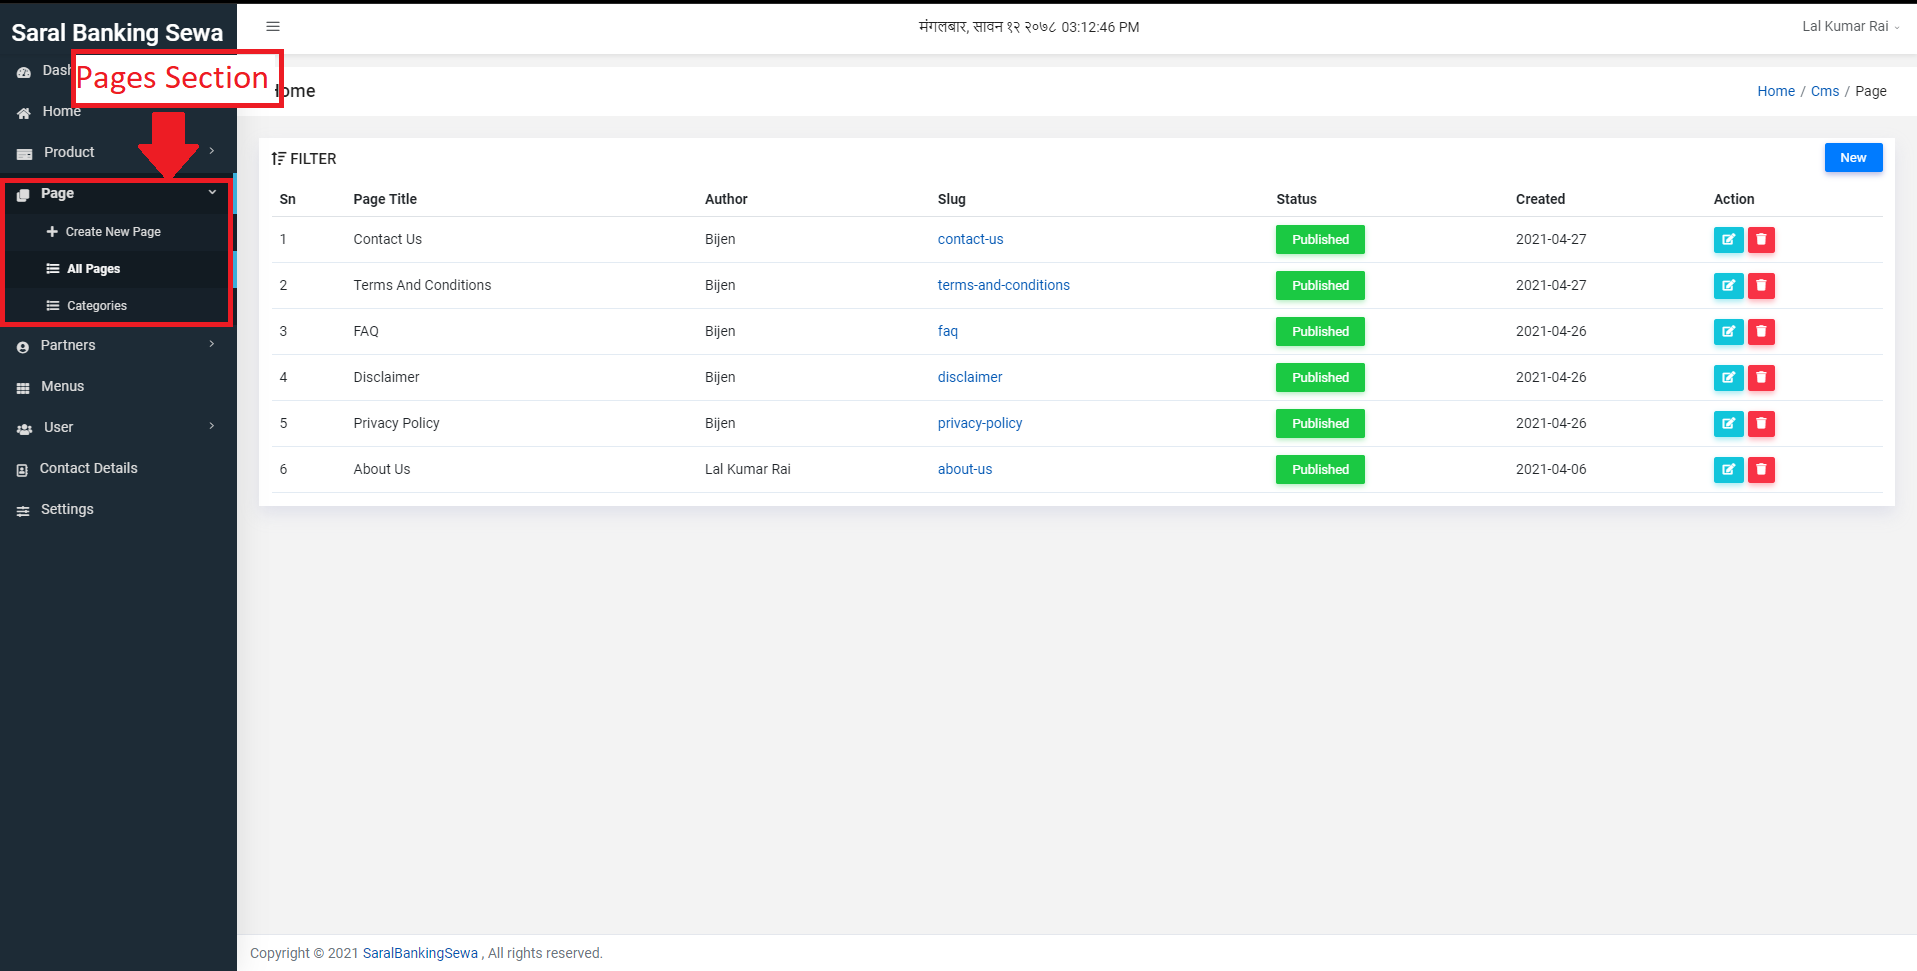 Saral Banking Sewa
मंगलबार, सावन १२ २०७८ 03:12:46 PM
Lal Kumar Rai
Pages Section
Home
Product
Page
Create New Page
All Pages
Categories
Partners
Menus
User
Contact Details
Settings
Home / Cms / Page
FILTER
New
Sn Page Title Author Slug Status Created Action
1 Contact Us Bijen contact-us Published 2021-04-27
2 Terms And Conditions Bijen terms-and-conditions Published 2021-04-27
3 FAQ Bijen faq Published 2021-04-26
4 Disclaimer Bijen disclaimer Published 2021-04-26
5 Privacy Policy Bijen privacy-policy Published 2021-04-26
6 About Us Lal Kumar Rai about-us Published 2021-04-06
Copyright © 2021 SaralBankingSewa , All rights reserved.